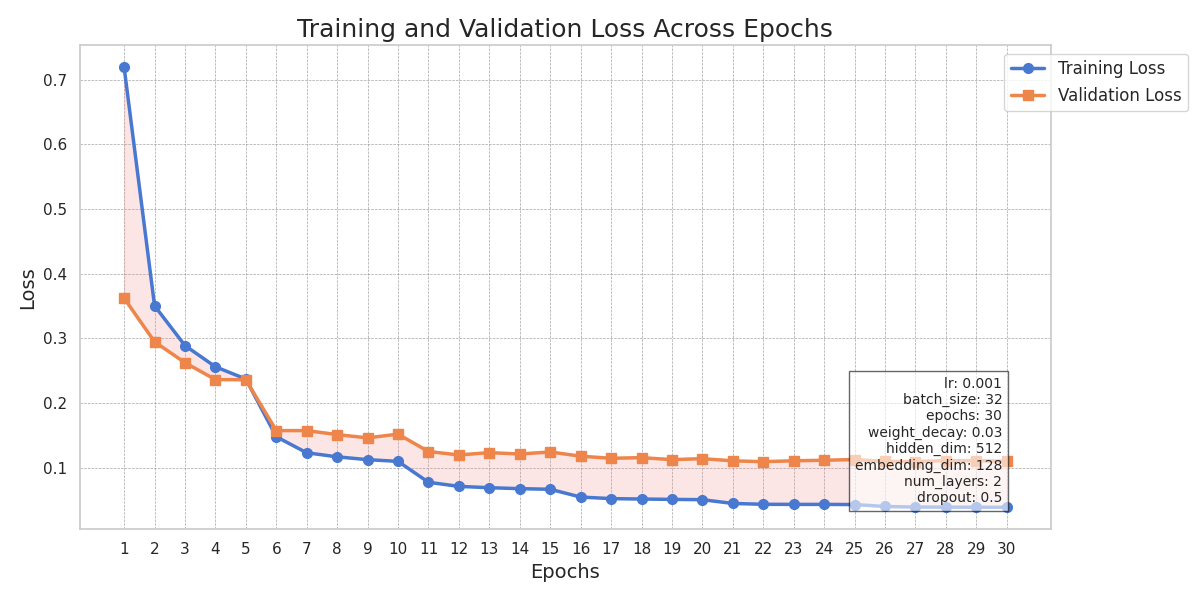 Training and Validation Loss Across Epochs
Training Loss
Validation Loss
Loss
0.7
0.6
0.5
0.4
0.3
0.2
0.1
lr: 0.001
batch_size: 32
epochs: 30
weight_decay: 0.03
hidden_dim: 512
embedding_dim: 128
num_layers: 2
dropout: 0.5
1 2 3 4 5 6 7 8 9 10 11 12 13 14 15 16 17 18 19 20 21 22 23 24 25 26 27 28 29 30
Epochs